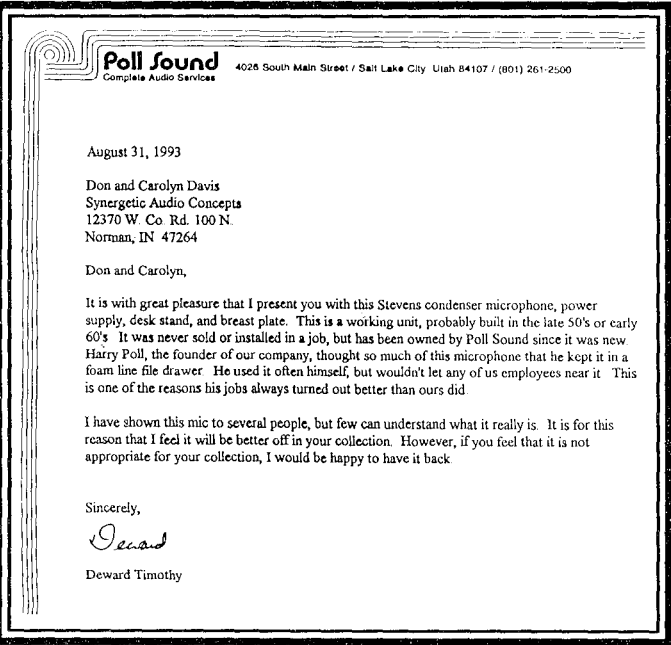 Poll Sound
Complete Audio Services
4026 South Main Street / Salt Lake City Utah 84107 / (801) 261-2500
August 31, 1993
Don and Carolyn Davis
Synergetic Audio Concepts
12370 W. Co. Rd. 100 N.
Norman, IN 47264
Don and Carolyn,
It is with great pleasure that I present you with this Stevens condenser microphone, power
supply, desk stand, and breast plate. This is a working unit, probably built in the late 50's or early
60's It was never sold or installed in a job, but has been owned by Poll Sound since it was new
Harry Poll, the founder of our company, thought so much of this microphone that he kept it in a
foam line file drawer He used it often himself, but wouldn't let any of us employees near it This
is one of the reasons his jobs always turned out better than ours did
I have shown this mic to several people, but few can understand what it really is. It is for this
reason that I feel it will be better off in your collection. However, if you feel that it is not
appropriate for your collection, I would be happy to have it back
Sincerely,
Deward
Deward Timothy